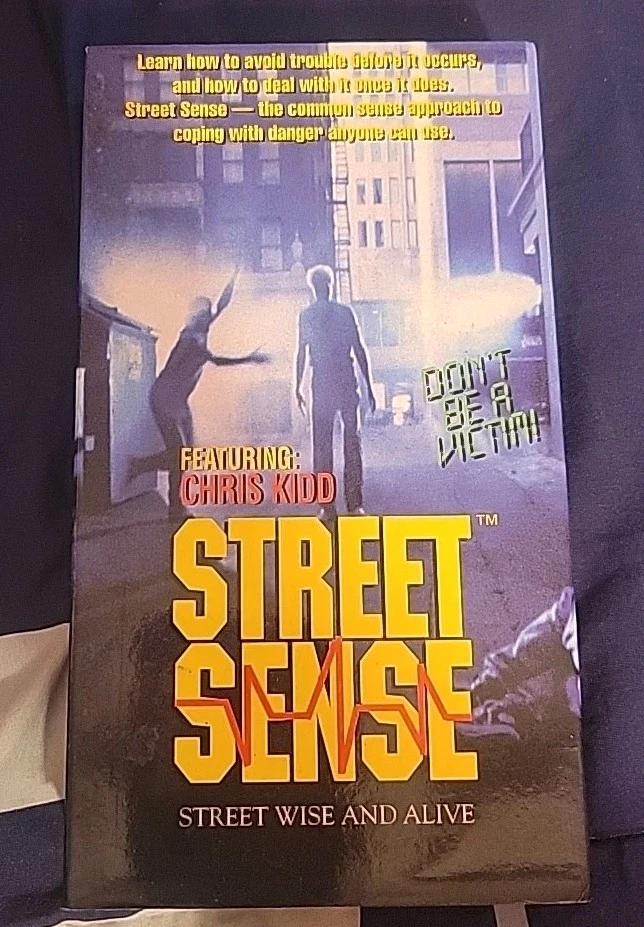 Learn how to avoid trouble before it occurs,
and how to deal with it once it does.
Street Sense — the common sense approach to
coping with danger anyone can use.
DON'T
BE A
VICTIM!
FEATURING:
CHRIS KIDD
STREET™
SENSE
STREET WISE AND ALIVE